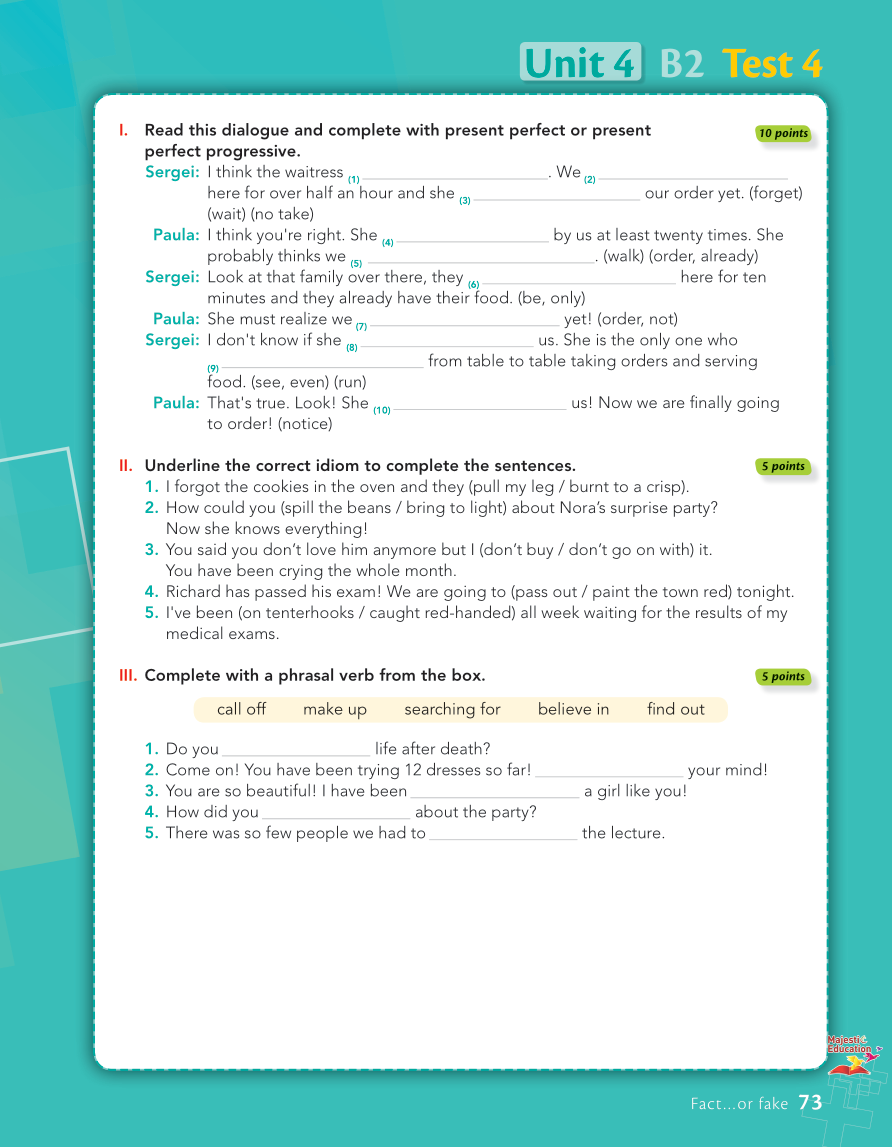 Unit 4 B2 Test 4
I. Read this dialogue and complete with present perfect or present
perfect progressive.
10 points
Sergei: I think the waitress (1) ____________. We (2) ____________
here for over half an hour and she (3) ____________ our order yet. (forget)
(wait) (no take)
Paula: I think you're right. She (4) ____________ by us at least twenty times. She
probably thinks we (5) ____________. (walk) (order, already)
Sergei: Look at that family over there, they (6) ____________ here for ten
minutes and they already have their food. (be, only)
Paula: She must realize we (7) ____________ yet! (order, not)
Sergei: I don't know if she (8) ____________ us. She is the only one who
(9) ____________ from table to table taking orders and serving
food. (see, even) (run)
Paula: That's true. Look! She (10) ____________ us! Now we are finally going
to order! (notice)
II. Underline the correct idiom to complete the sentences.
5 points
1. I forgot the cookies in the oven and they (pull my leg / burnt to a crisp).
2. How could you (spill the beans / bring to light) about Nora’s surprise party?
Now she knows everything!
3. You said you don’t love him anymore but I (don’t buy / don’t go on with) it.
You have been crying the whole month.
4. Richard has passed his exam! We are going to (pass out / paint the town red) tonight.
5. I've been (on tenterhooks / caught red-handed) all week waiting for the results of my
medical exams.
III. Complete with a phrasal verb from the box.
5 points
call off make up searching for believe in find out
1. Do you ____________ life after death?
2. Come on! You have been trying 12 dresses so far! ____________ your mind!
3. You are so beautiful! I have been ____________ a girl like you!
4. How did you ____________ about the party?
5. There was so few people we had to ____________ the lecture.
Majestic
Education
Fact...or fake 73